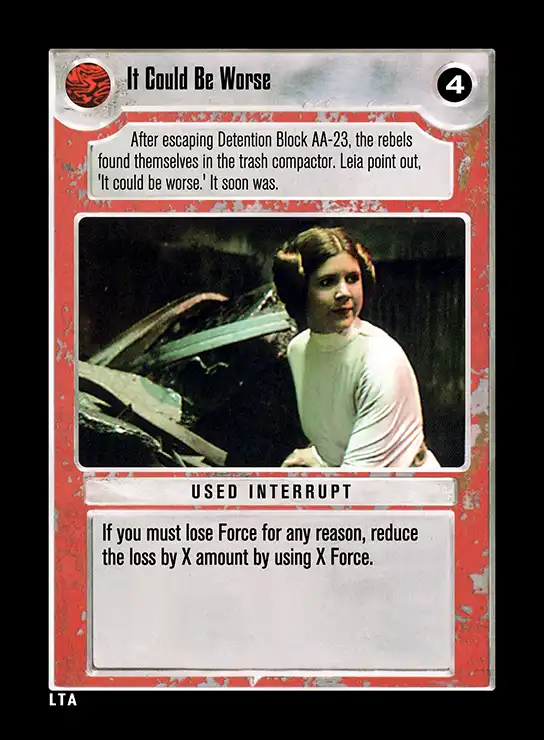 It Could Be Worse
4
After escaping Detention Block AA-23, the rebels
found themselves in the trash compactor. Leia point out,
'It could be worse.' It soon was.
USED INTERRUPT
If you must lose Force for any reason, reduce
the loss by X amount by using X Force.
LTA